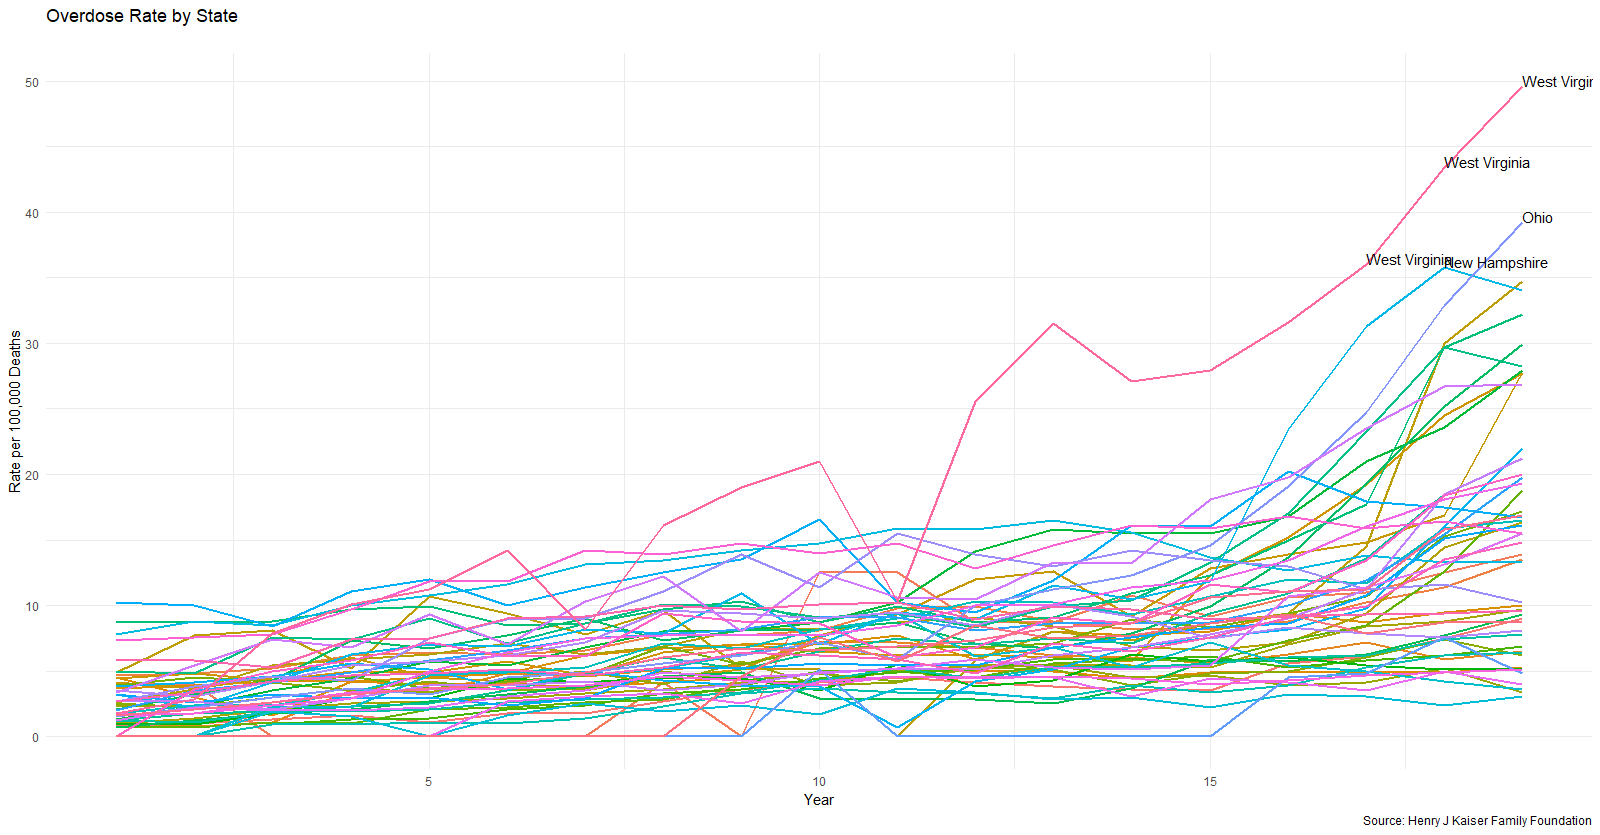 Overdose Rate by State
50
40
30
20
10
0
Rate per 100,000 Deaths
West Virgin
West Virginia
Ohio
West Virginia
New Hampshire
5
10
15
Year
Source: Henry J Kaiser Family Foundation